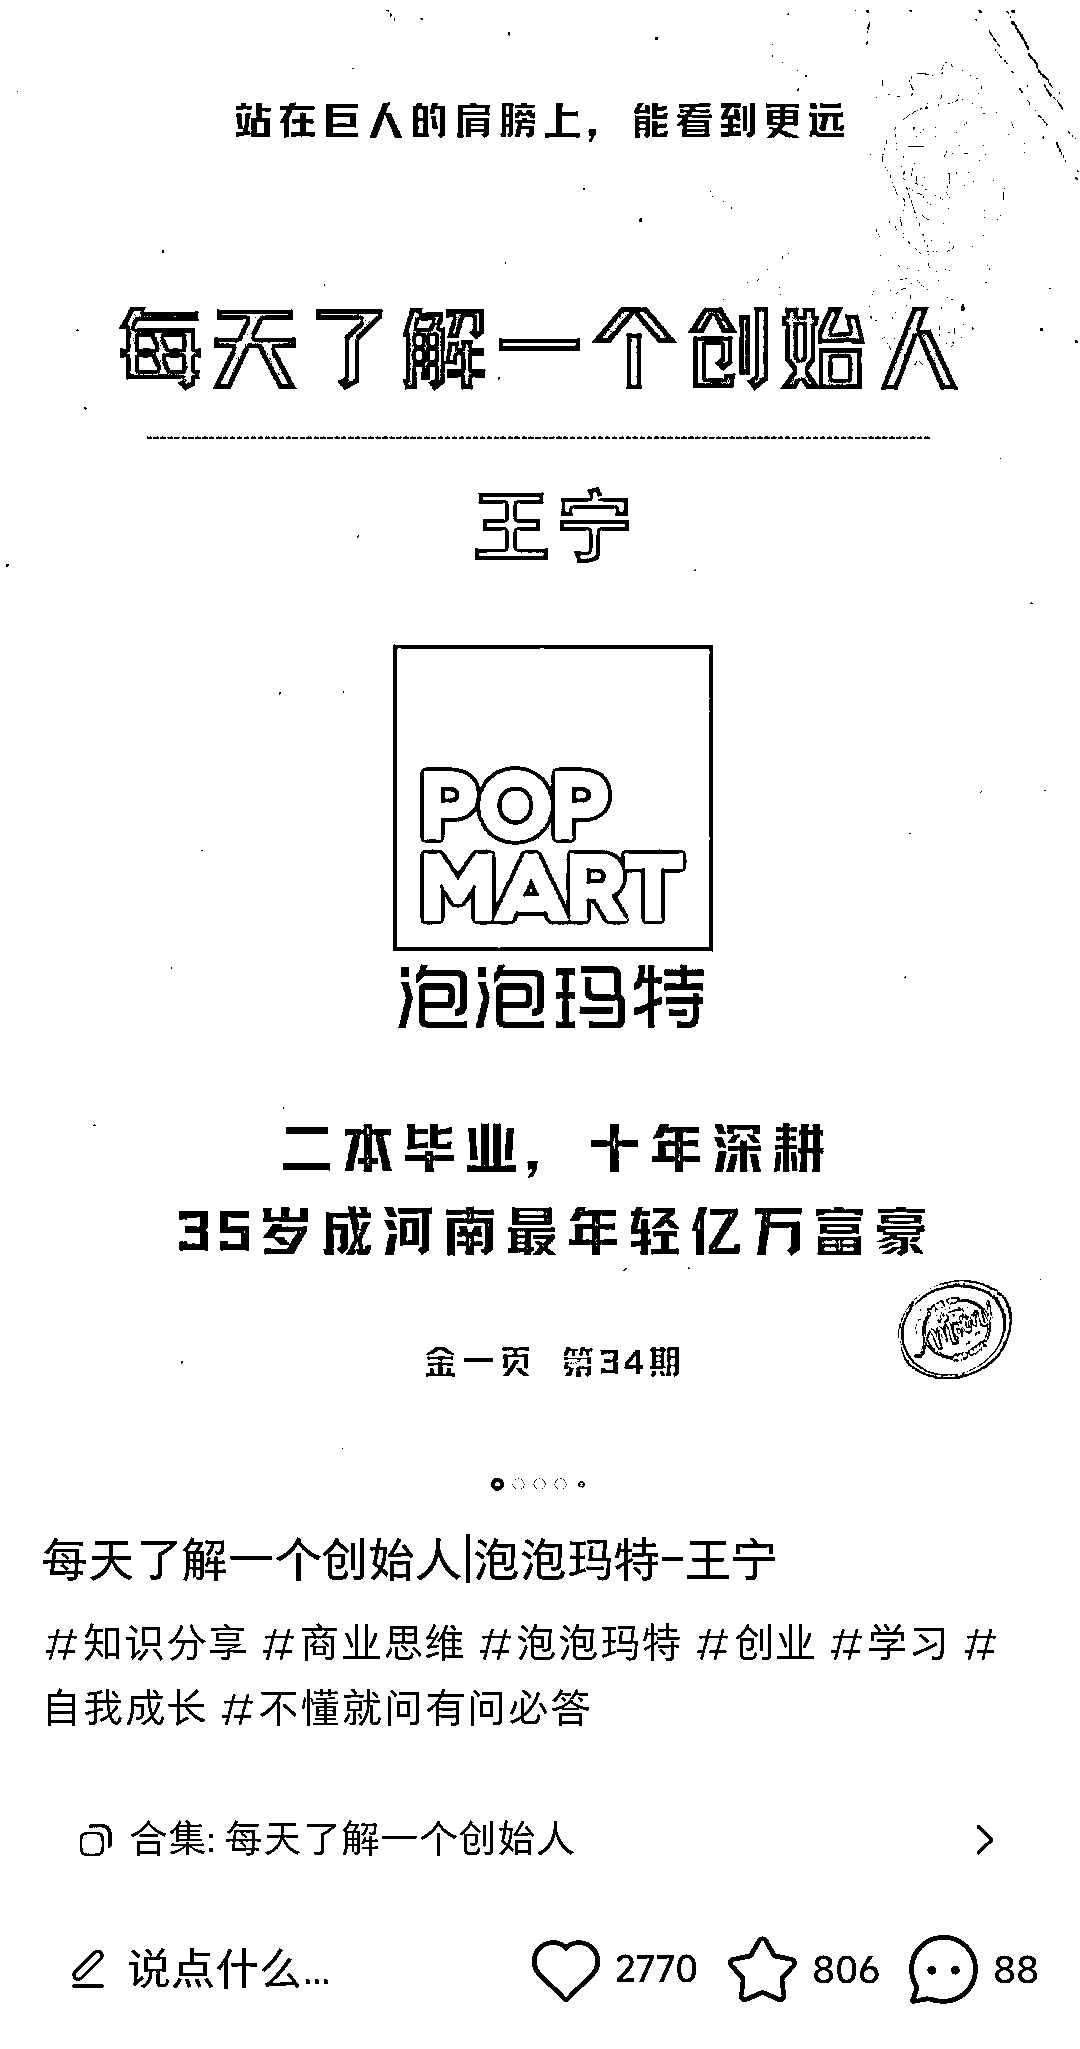 站在巨人的肩膀上，能看到更远
每天了解一个创始人
王宁
POP
MART
泡泡玛特
二本毕业，十年深耕
35岁成河南最年轻亿万富豪
金一页 第34期
每天了解一个创始人|泡泡玛特-王宁
#知识分享 #商业思维 #泡泡玛特 #创业 #学习 #
自我成长 #不懂就问有问必答
合集: 每天了解一个创始人
说点什么... 2770 806 88